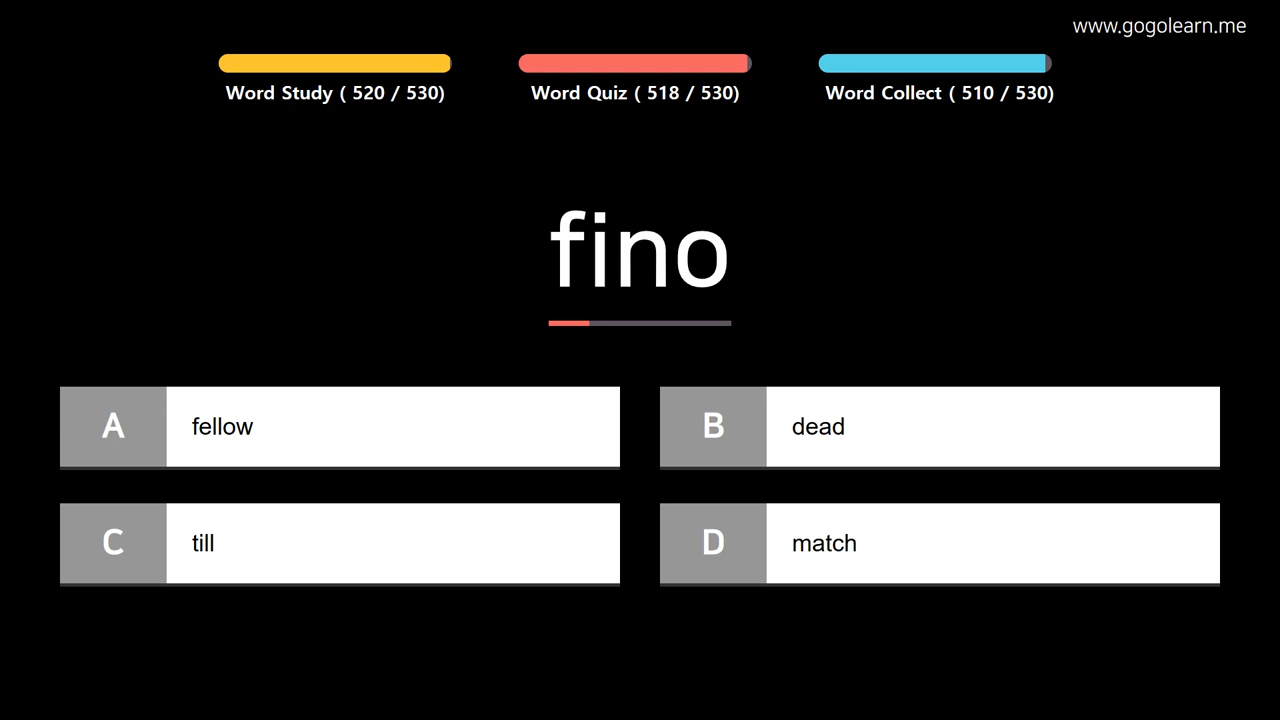 www.gogolearn.me
Word Study ( 520 / 530)
Word Quiz ( 518 / 530)
Word Collect ( 510 / 530)
fino
A fellow
B dead
C till
D match